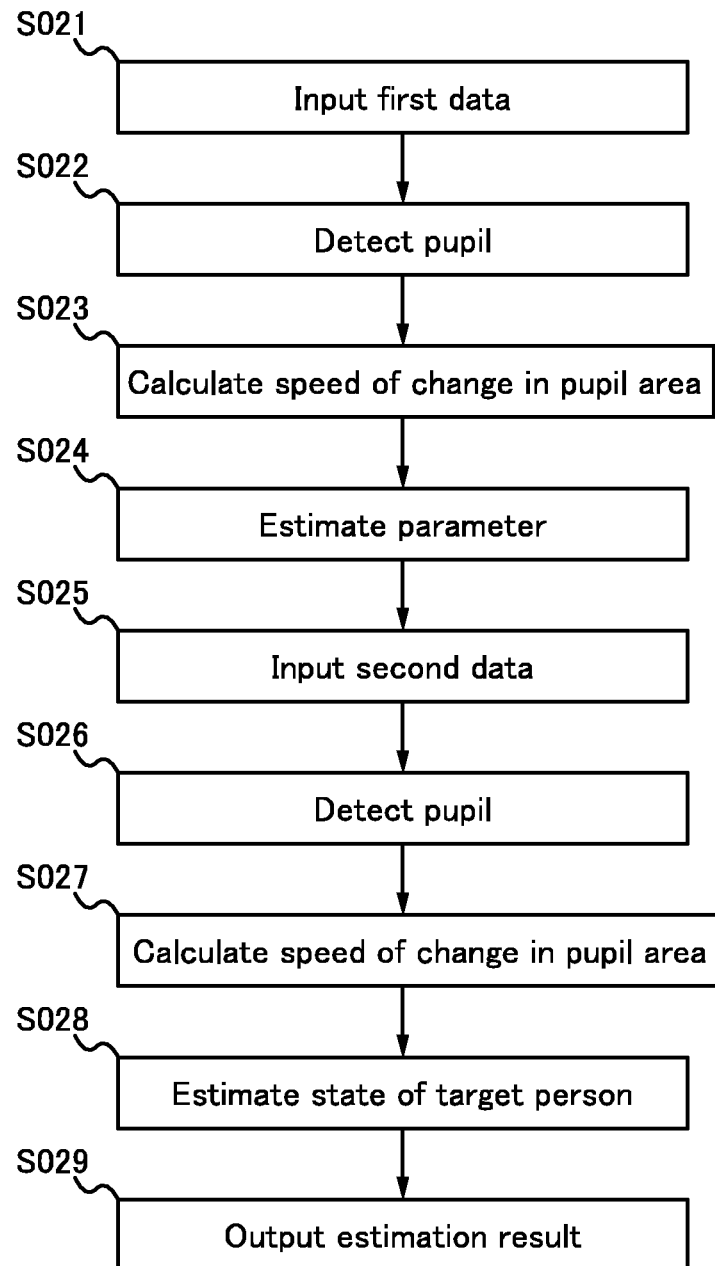 S021
Input first data
S022
Detect pupil
S023
Calculate speed of change in pupil area
S024
Estimate parameter
S025
Input second data
S026
Detect pupil
S027
Calculate speed of change in pupil area
S028
Estimate state of target person
S029
Output estimation result